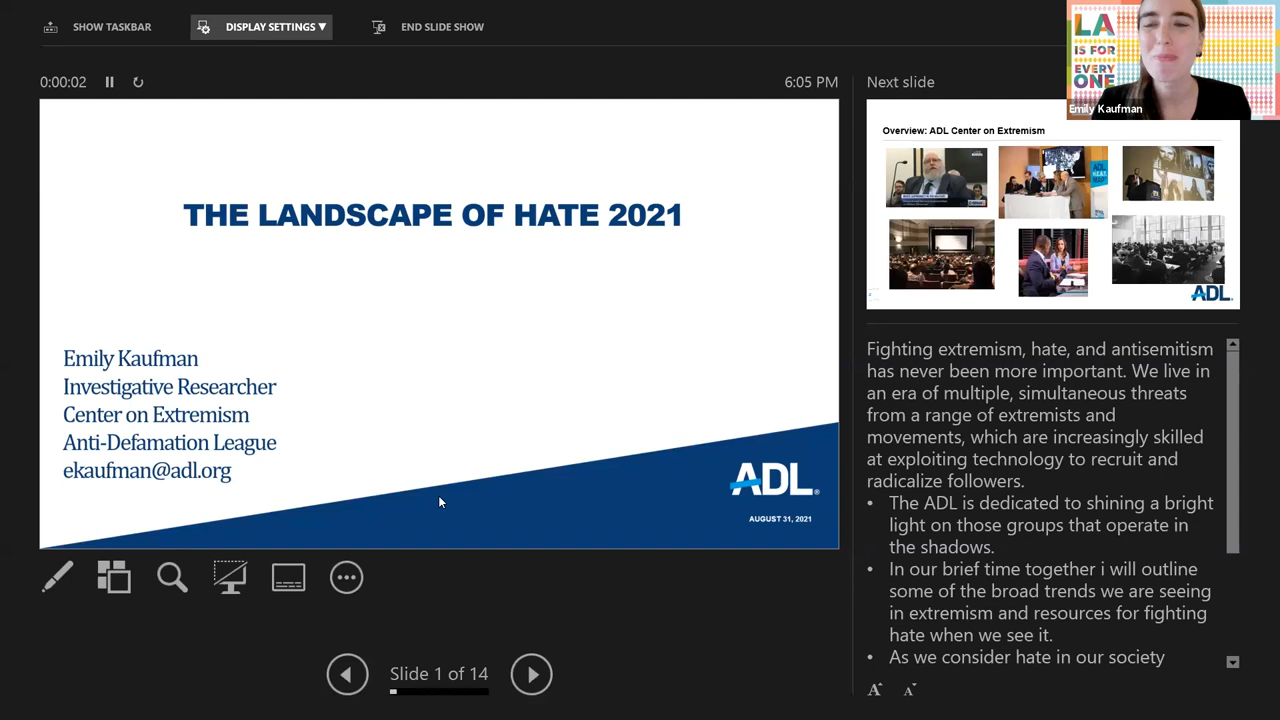 SHOW TASKBAR
DISPLAY SETTINGS ▼
END SLIDE SHOW
LA
IS FOR
EVERY
ONE
Emily Kaufman
0:00:02
6:05 PM
Next slide
THE LANDSCAPE OF HATE 2021
Emily Kaufman
Investigative Researcher
Center on Extremism
Anti-Defamation League
ekaufman@adl.org
ADL®
AUGUST 31, 2021
Overview: ADL Center on Extremism
ADL
ADL
Fighting extremism, hate, and antisemitism
has never been more important. We live in
an era of multiple, simultaneous threats
from a range of extremists and
movements, which are increasingly skilled
at exploiting technology to recruit and
radicalize followers.
• The ADL is dedicated to shining a bright
light on those groups that operate in
the shadows.
• In our brief time together i will outline
some of the broad trends we are seeing
in extremism and resources for fighting
hate when we see it.
• As we consider hate in our society
Slide 1 of 14
A A